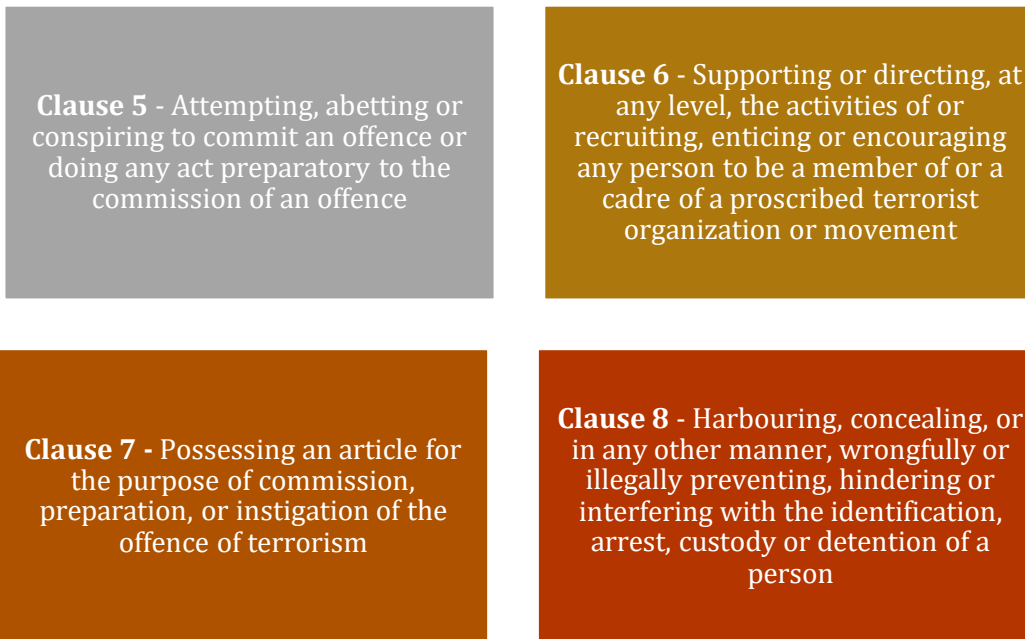 Clause 5 - Attempting, abetting or
conspiring to commit an offence or
doing any act preparatory to the
commission of an offence
Clause 6 - Supporting or directing, at
any level, the activities of or
recruiting, enticing or encouraging
any person to be a member of or a
cadre of a proscribed terrorist
organization or movement
Clause 7 - Possessing an article for
the purpose of commission,
preparation, or instigation of the
offence of terrorism
Clause 8 - Harbouring, concealing, or
in any other manner, wrongfully or
illegally preventing, hindering or
interfering with the identification,
arrest, custody or detention of a
person